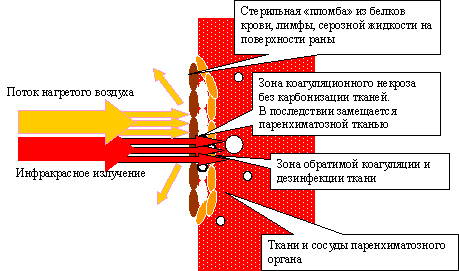 Стерильная «пломба» из белков
крови, лимфы, серозной жидкости на
поверхности раны
Поток нагретого воздуха
Зона коагуляционного некроза
без карбонизации тканей.
В последствии замещается
паренхиматозной тканью
Инфракрасное излучение
Зона обратимой коагуляции и
дезинфекции ткани
Ткани и сосуды паренхиматозного
органа